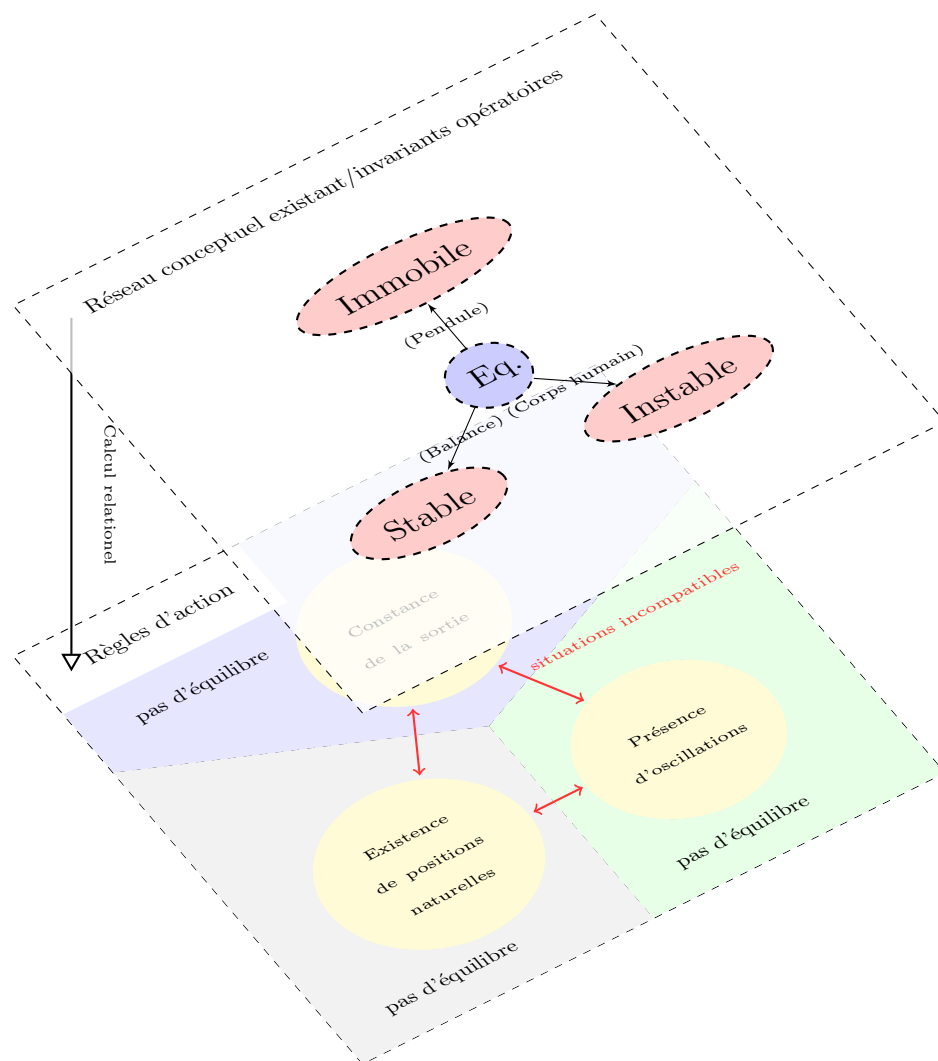 Réseau conceptuel existant/invariants opératoires
Immobile
(Pendule)
Eq.
(Corps humain)
Instable
(Balance)
Stable
Calcul relationel
Règles d'action
Constance
de la sortie
situations incompatibles
pas d'équilibre
Présence
d'oscillations
pas d'équilibre
Existence
de positions
naturelles
pas d'équilibre